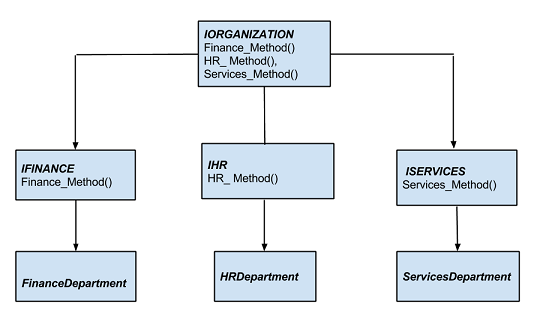 IORGANIZATION
Finance_Method()
HR_ Method(),
Services_Method()
IFINANCE
Finance_Method()
IHR
HR_ Method()
ISERVICES
Services_Method()
FinanceDepartment
HRDepartment
ServicesDepartment